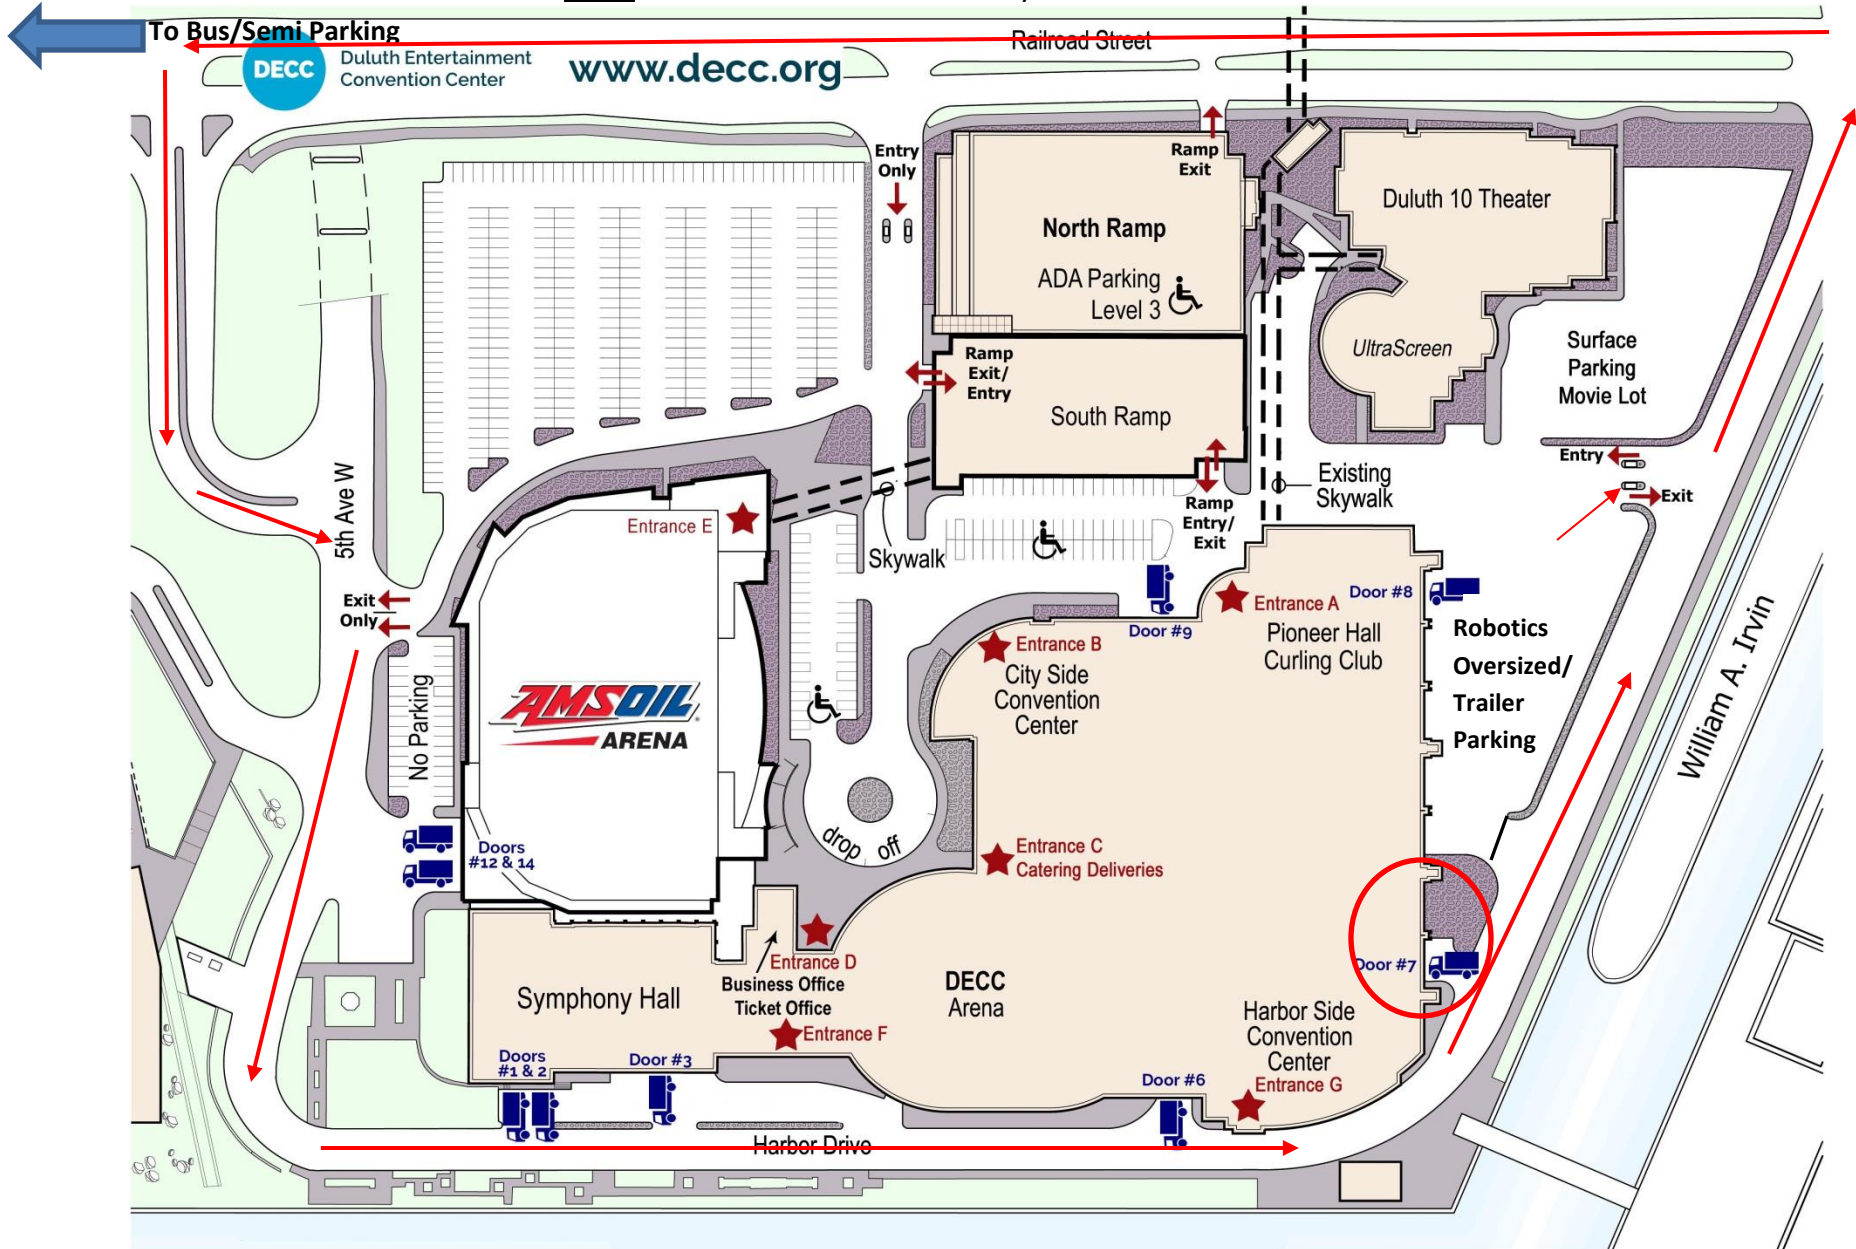 To Bus/Semi Parking
DECC
Duluth Entertainment
Convention Center
www.decc.org
Railroad Street
Entry
Only
Ramp
Exit
North Ramp
ADA Parking
Level 3
Duluth 10 Theater
UltraScreen
Surface
Parking
Movie Lot
Ramp
Exit/
Entry
South Ramp
Entry
Exit
Existing
Skywalk
Ramp
Entry/
Exit
5th Ave W
Entrance E
Skywalk
Exit
Only
Entrance A
Door #8
Door #9
Pioneer Hall
Curling Club
Robotics
Oversized/
Trailer
Parking
Entrance B
City Side
Convention
Center
William A. Irvin
No Parking
AMSOIL
ARENA
Doors
#12 & 14
drop off
Entrance C
Catering Deliveries
Entrance D
Business Office
Ticket Office
Entrance F
Symphony Hall
DECC
Arena
Door #7
Harbor Side
Convention
Center
Entrance G
Doors
#1 & 2
Door #3
Door #6
Harbor Drive